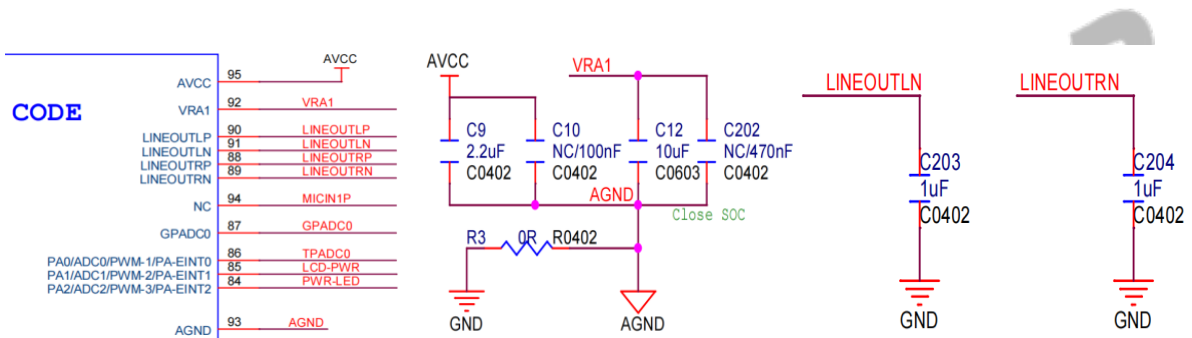 CODE
AVCC 95 AVCC
VRA1 92 VRA1
LINEOUTLP 90 LINEOUTLP
LINEOUTLN 91 LINEOUTLN
LINEOUTRP 88 LINEOUTRP
LINEOUTRN 89 LINEOUTRN
NC 94 MICIN1P
GPADC0 87 GPADC0
PA0/ADC0/PWM-1/PA-EINT0 86 TPADC0
PA1/ADC1/PWM-2/PA-EINT1 85 LCD-PWR
PA2/ADC2/PWM-3/PA-EINT2 84 PWR-LED
AGND 93 AGND
AVCC
VRA1
C9
2.2uF
C0402
C10
NC/100nF
C0402
C12
10uF
C0603
C202
NC/470nF
C0402
AGND
Close SOC
R3 0R R0402
GND
AGND
LINEOUTLN
C203
1uF
C0402
GND
LINEOUTRN
C204
1uF
C0402
GND